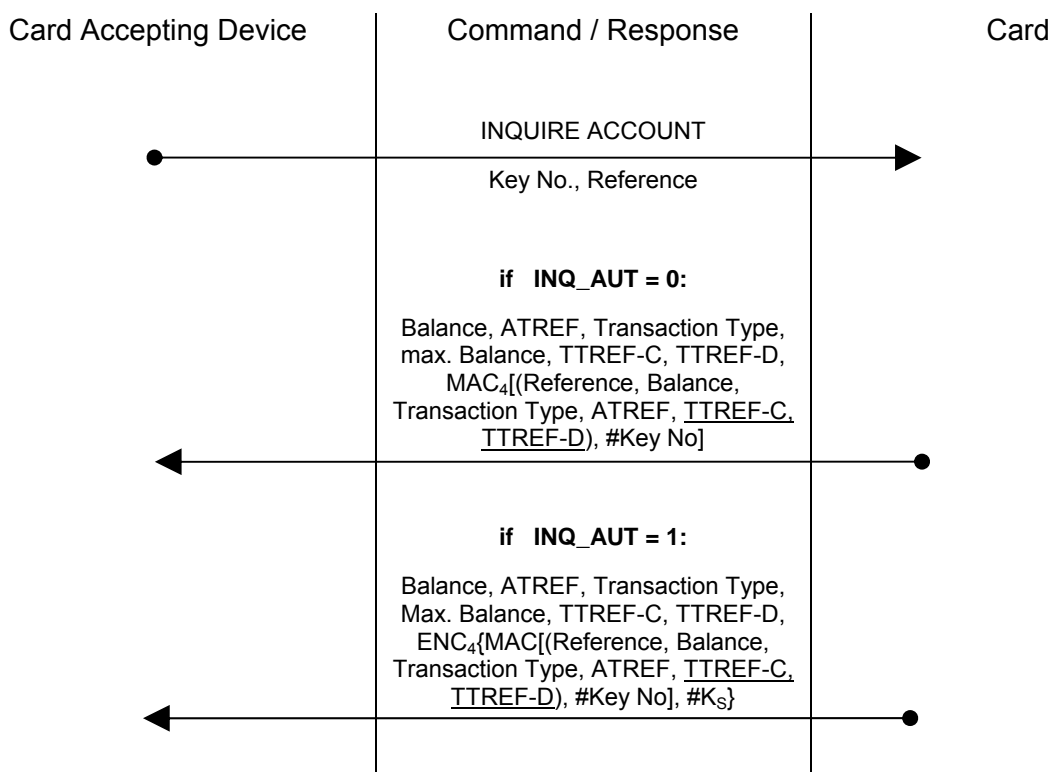 Card Accepting Device
Command / Response
Card
INQUIRE ACCOUNT
Key No., Reference
if INQ_AUT = 0:
Balance, ATREF, Transaction Type,
max. Balance, TTREF-C, TTREF-D,
MAC₄[(Reference, Balance,
Transaction Type, ATREF, TTREF-C,
TTREF-D), #Key No]
if INQ_AUT = 1:
Balance, ATREF, Transaction Type,
Max. Balance, TTREF-C, TTREF-D,
ENC₄{MAC[(Reference, Balance,
Transaction Type, ATREF, TTREF-C,
TTREF-D), #Key No], #Kₛ}